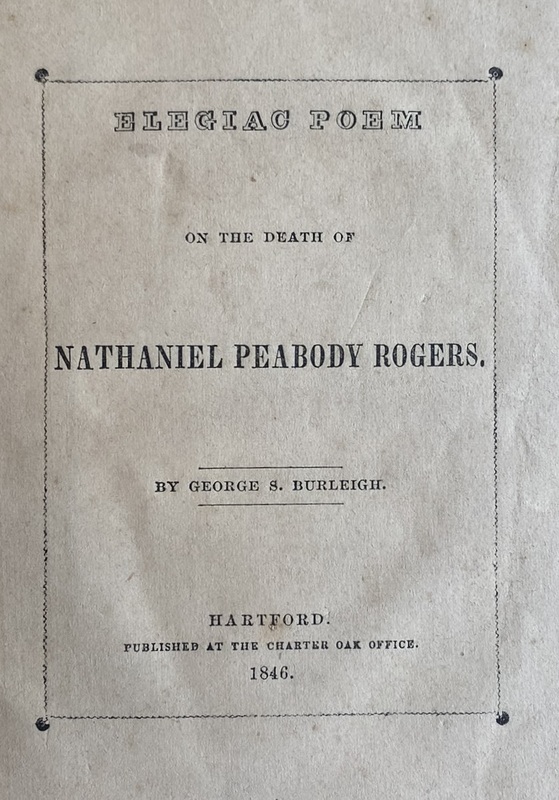 ELEGIAC POEM
ON THE DEATH OF
NATHANIEL PEABODY ROGERS.
BY GEORGE S. BURLEIGH.
HARTFORD.
PUBLISHED AT THE CHARTER OAK OFFICE.
1846.